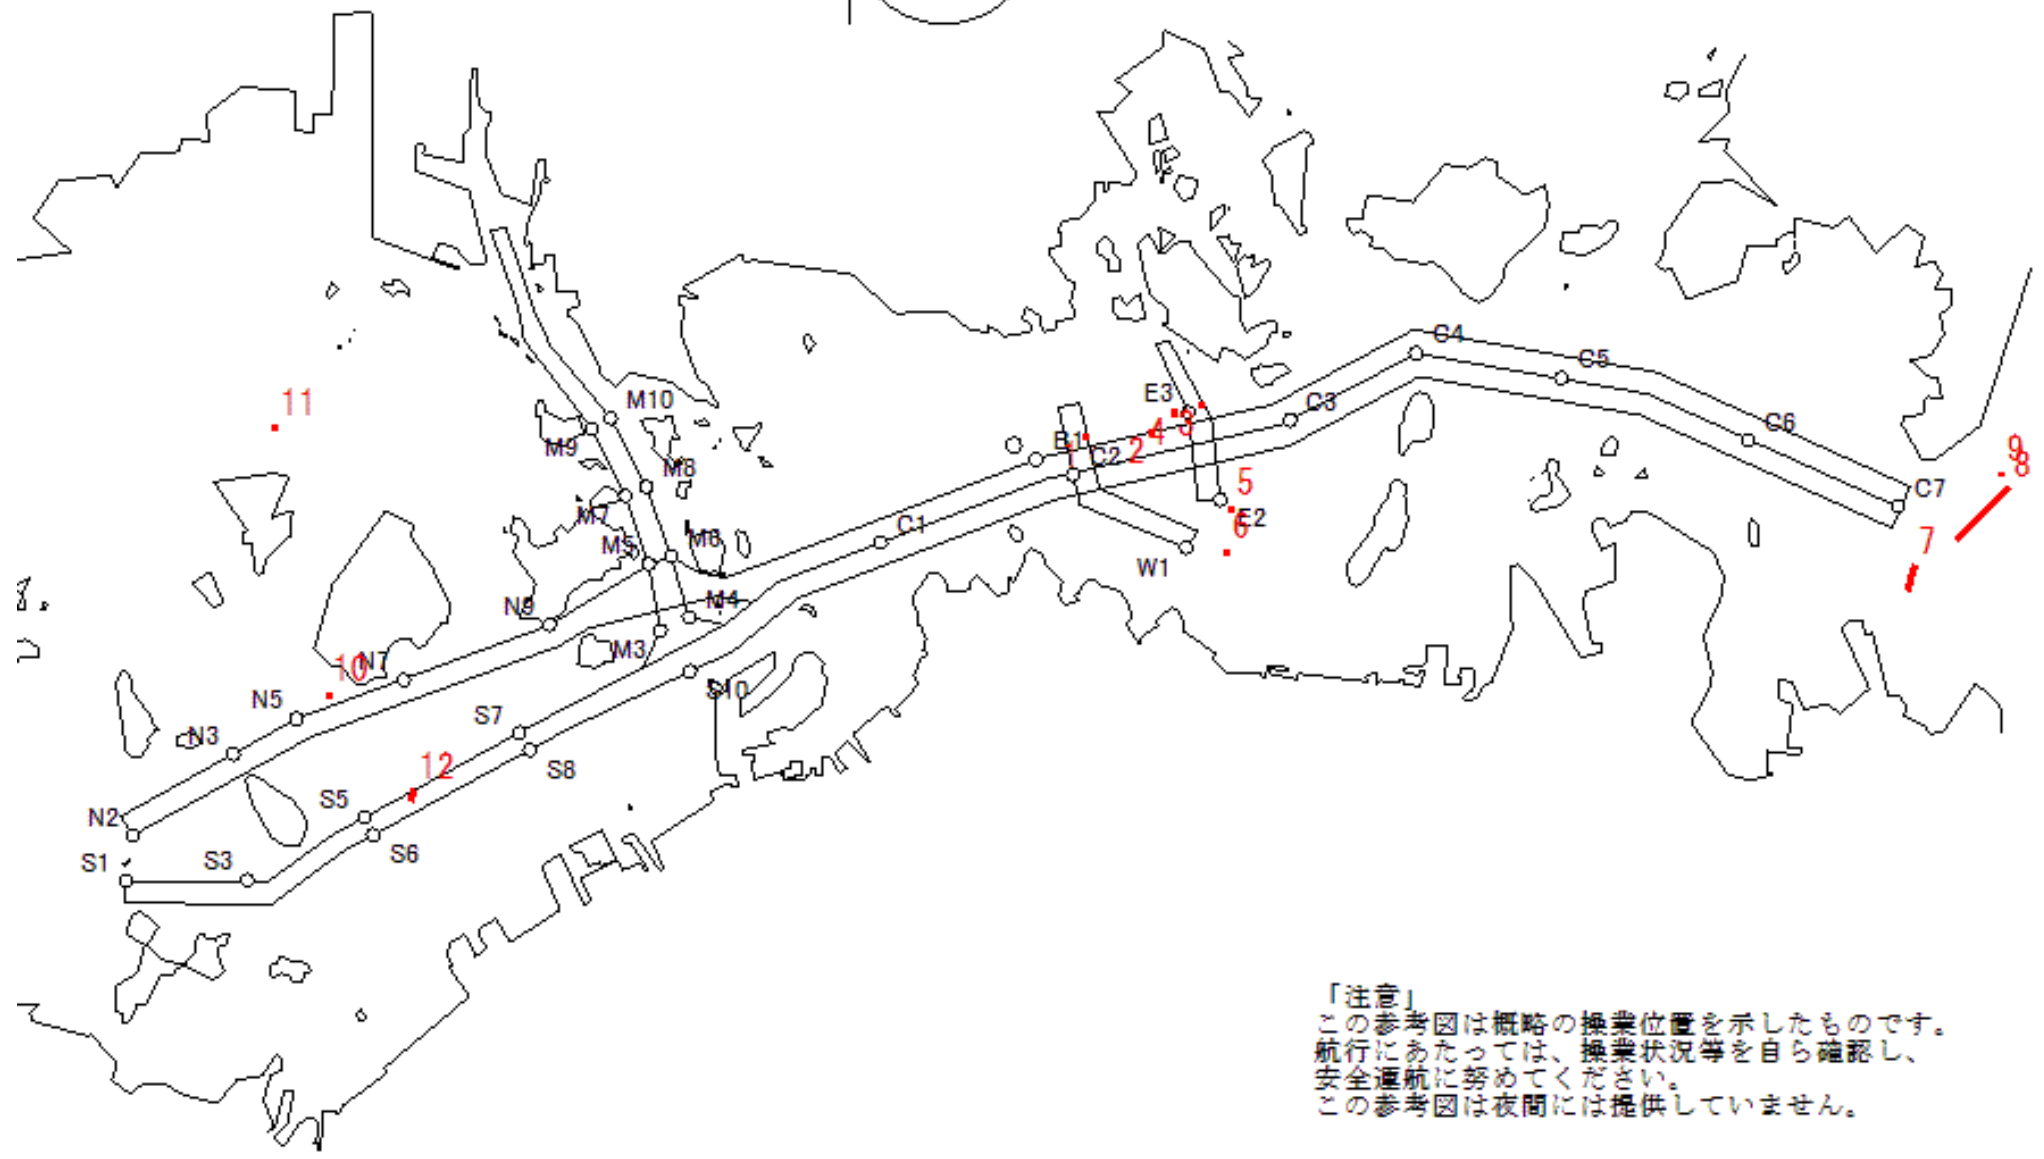 C4
C5
M10
11
E3
C3
4
3
B1
1
C2
2
C6
M9
M8
9
8
5
C7
M7
E2
6
C1
M5
M6
7
W1
N9
M4
M3
10
N7
N5
S10
S7
N3
12
S8
S5
N2
S6
S1
S3
「注意」
この参考図は概略の操業位置を示したものです。
航行にあたっては、操業状況等を自ら確認し、
安全運航に努めてください。
この参考図は夜間には提供していません。